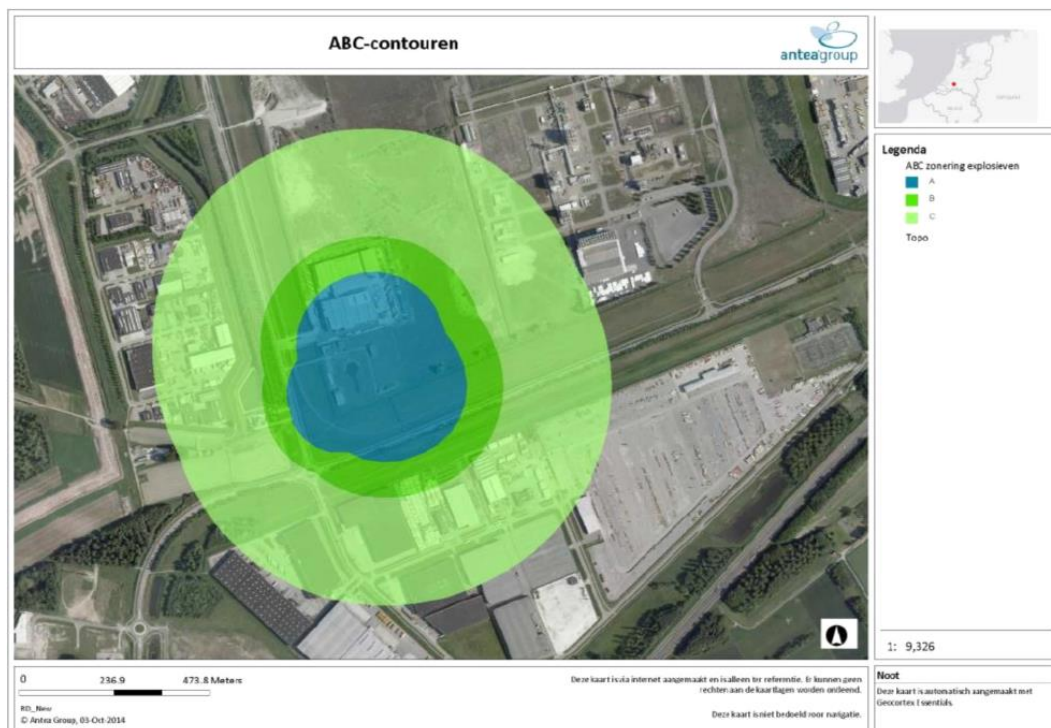 ABC-contouren
anteagroup
Legenda
ABC zonering explosieven
A
B
C
Topo
1: 9,326
0 236.9 473.8 Meters
RD_New
© Antea Group, 03-Oct-2014
Deze kaart is via internet aangemaakt en is alleen ter referentie. Er kunnen geen
rechten aan de kaartlagen worden ontleend.
Deze kaart is niet bedoeld voor navigatie.
Noot
Deze kaart is automatisch aangemaakt met
Geocortex Essentials.